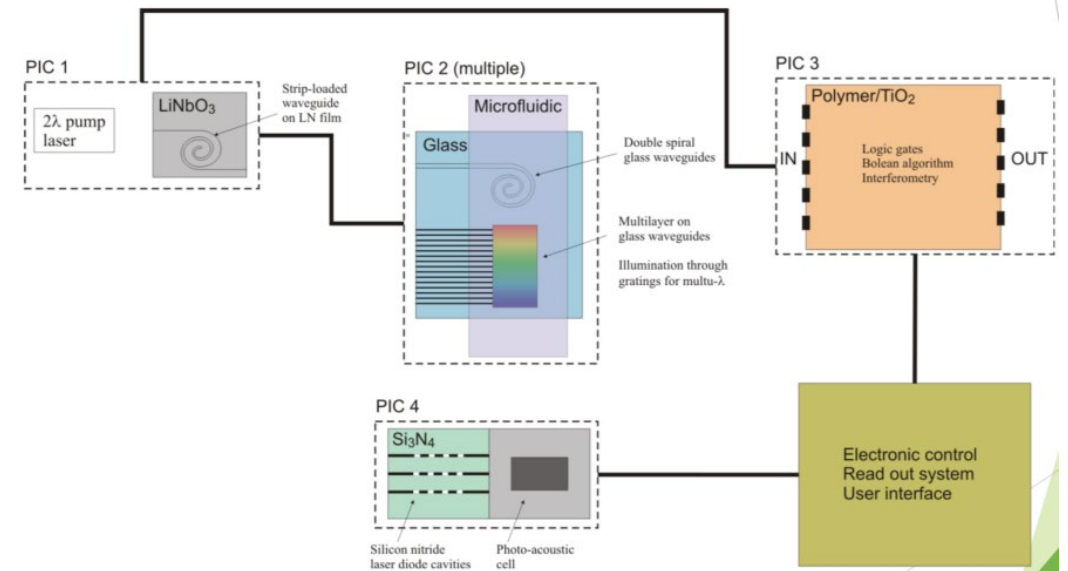 PIC 1
2λ pump
laser
LiNbO₃
Strip-loaded
waveguide
on LN film
PIC 2 (multiple)
Microfluidic
Glass
Double spiral
glass waveguides
Multilayer on
glass waveguides
Illumination through
gratings for multu-λ
PIC 3
Polymer/TiO₂
IN
Logic gates
Bolean algorithm
Interferometry
OUT
PIC 4
Si₃N₄
Silicon nitride
laser diode cavities
Photo-acoustic
cell
Electronic control
Read out system
User interface